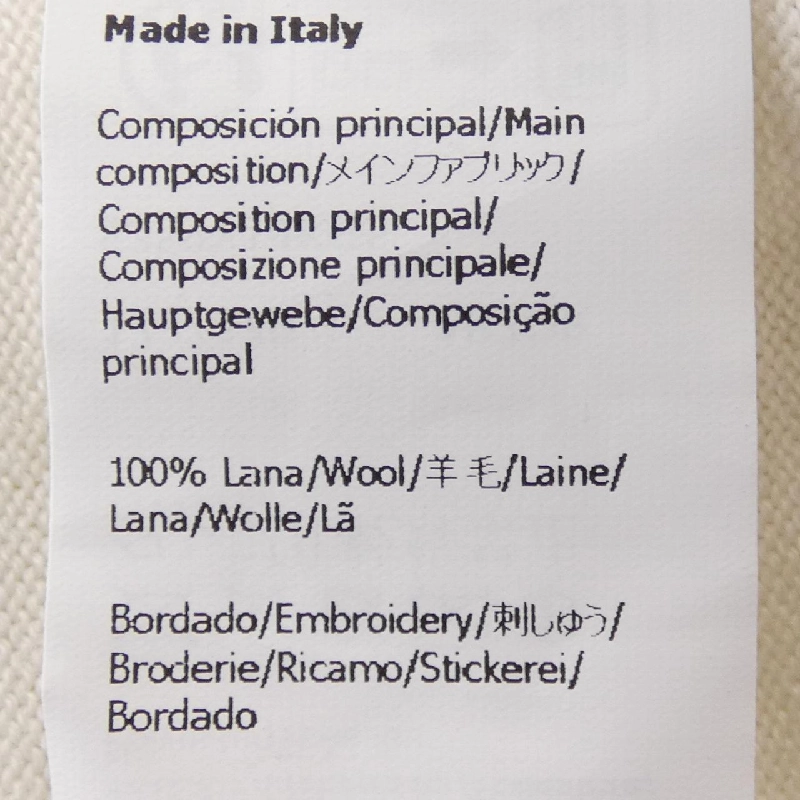 Made in Italy
Composición principal/Main
composition/メインファブリック/
Composition principal/
Composizione principale/
Hauptgewebe/Composição
principal
100% Lana/Wool/羊毛/Laine/
Lana/Wolle/Lã
Bordado/Embroidery/刺しゅう/
Broderie/Ricamo/Stickerei/
Bordado